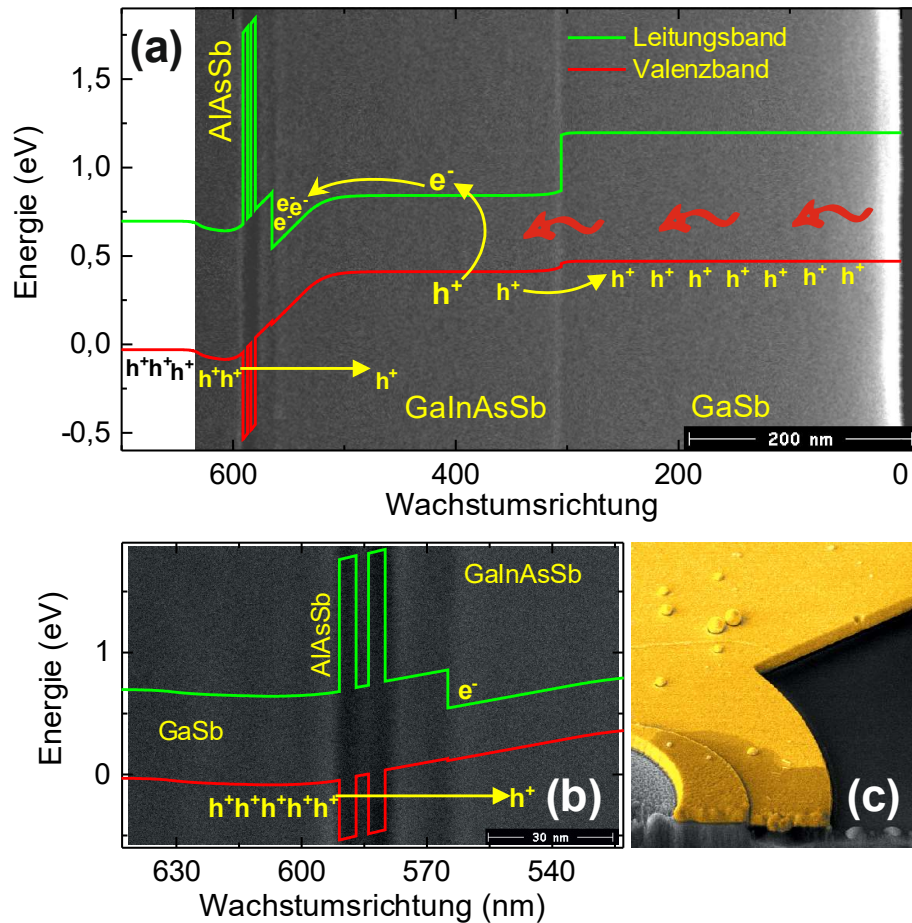 (a)
AlAsSb
Leitungsband
Valenzband
1,5
1,0
0,5
0,0
-0,5
Energie (eV)
e⁻
e⁻e⁻
e⁻e⁻
h⁺
h⁺
h⁺ h⁺ h⁺ h⁺ h⁺ h⁺ h⁺
h⁺h⁺h⁺
h⁺h⁺
h⁺
GaInAsSb
GaSb
200 nm
600
400
200
0
Wachstumsrichtung
AlAsSb
GaInAsSb
e⁻
GaSb
1
0
Energie (eV)
h⁺h⁺h⁺h⁺h⁺
h⁺
(b)
30 nm
630
600
570
540
Wachstumsrichtung (nm)
(c)